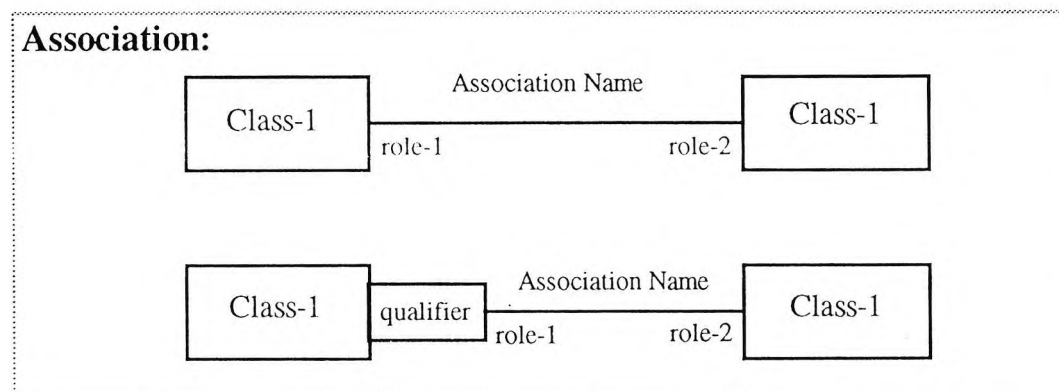 Association:
Association Name
Class-1 Class-1
role-1 role-2
Association Name
Class-1 qualifier Class-1
role-1 role-2